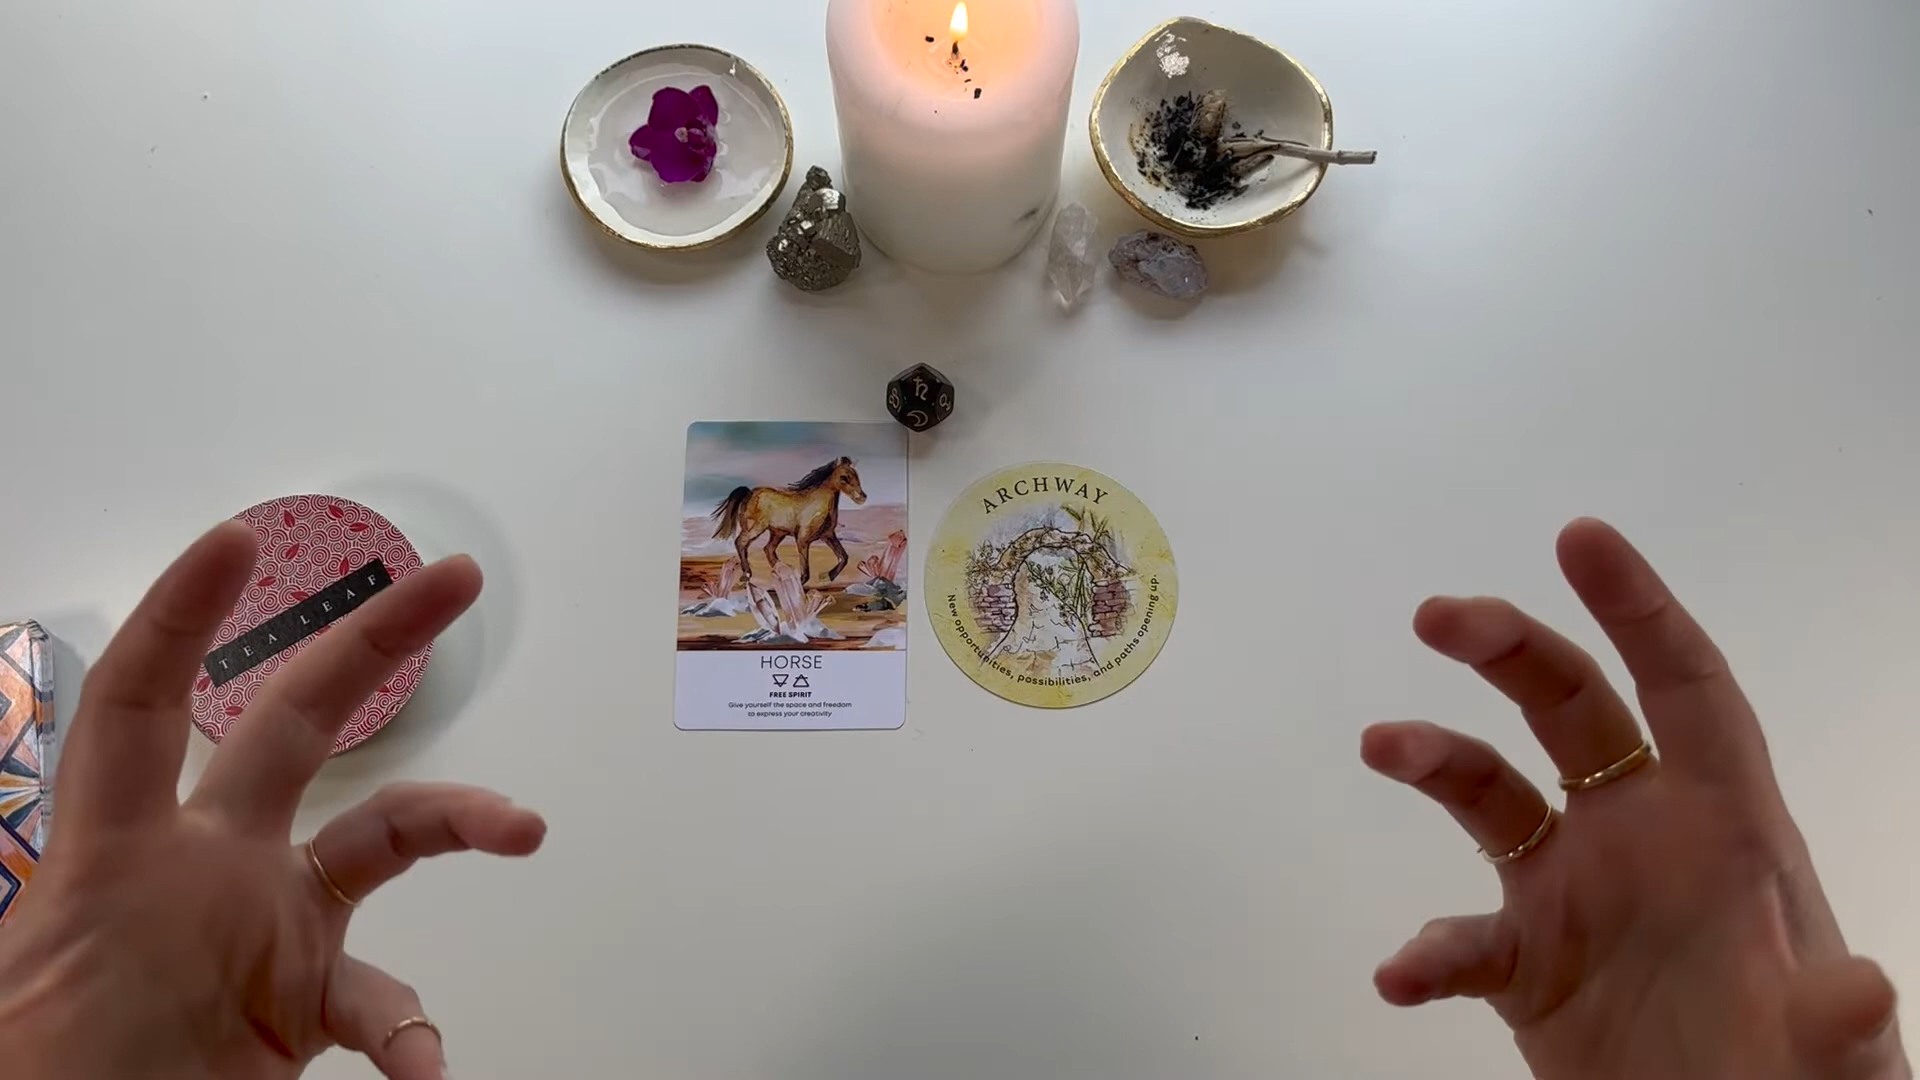 TEA LEAF
HORSE
FREE SPIRIT
Give yourself the space and freedom
to express your creativity
ARCHWAY
New opportunities, possibilities, and paths opening up.